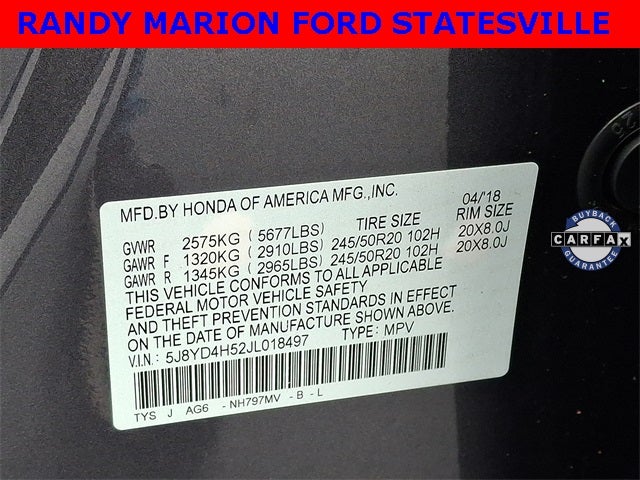 RANDY MARION FORD STATESVILLE
MFD.BY HONDA OF AMERICA MFG.,INC. 04/'18
TIRE SIZE RIM SIZE
GVWR 2575KG ( 5677LBS)
GAWR F 1320KG ( 2910LBS) 245/50R20 102H 20X8.0J
GAWR R 1345KG ( 2965LBS) 245/50R20 102H 20X8.0J
THIS VEHICLE CONFORMS TO ALL APPLICABLE
FEDERAL MOTOR VEHICLE SAFETY
AND THEFT PREVENTION STANDARDS IN EFFECT
ON THE DATE OF MANUFACTURE SHOWN ABOVE.
V.I.N: 5J8YD4H52JL018497 TYPE: MPV
TYS J AG6 - NH797MV - B - L
BUYBACK
CARFAX
GUARANTEE